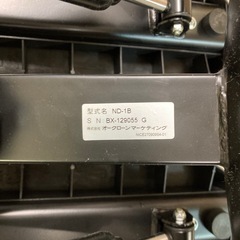 型式名 ND-1B
S N : BX-129055 G
株式会社 オーグローンマーケティング